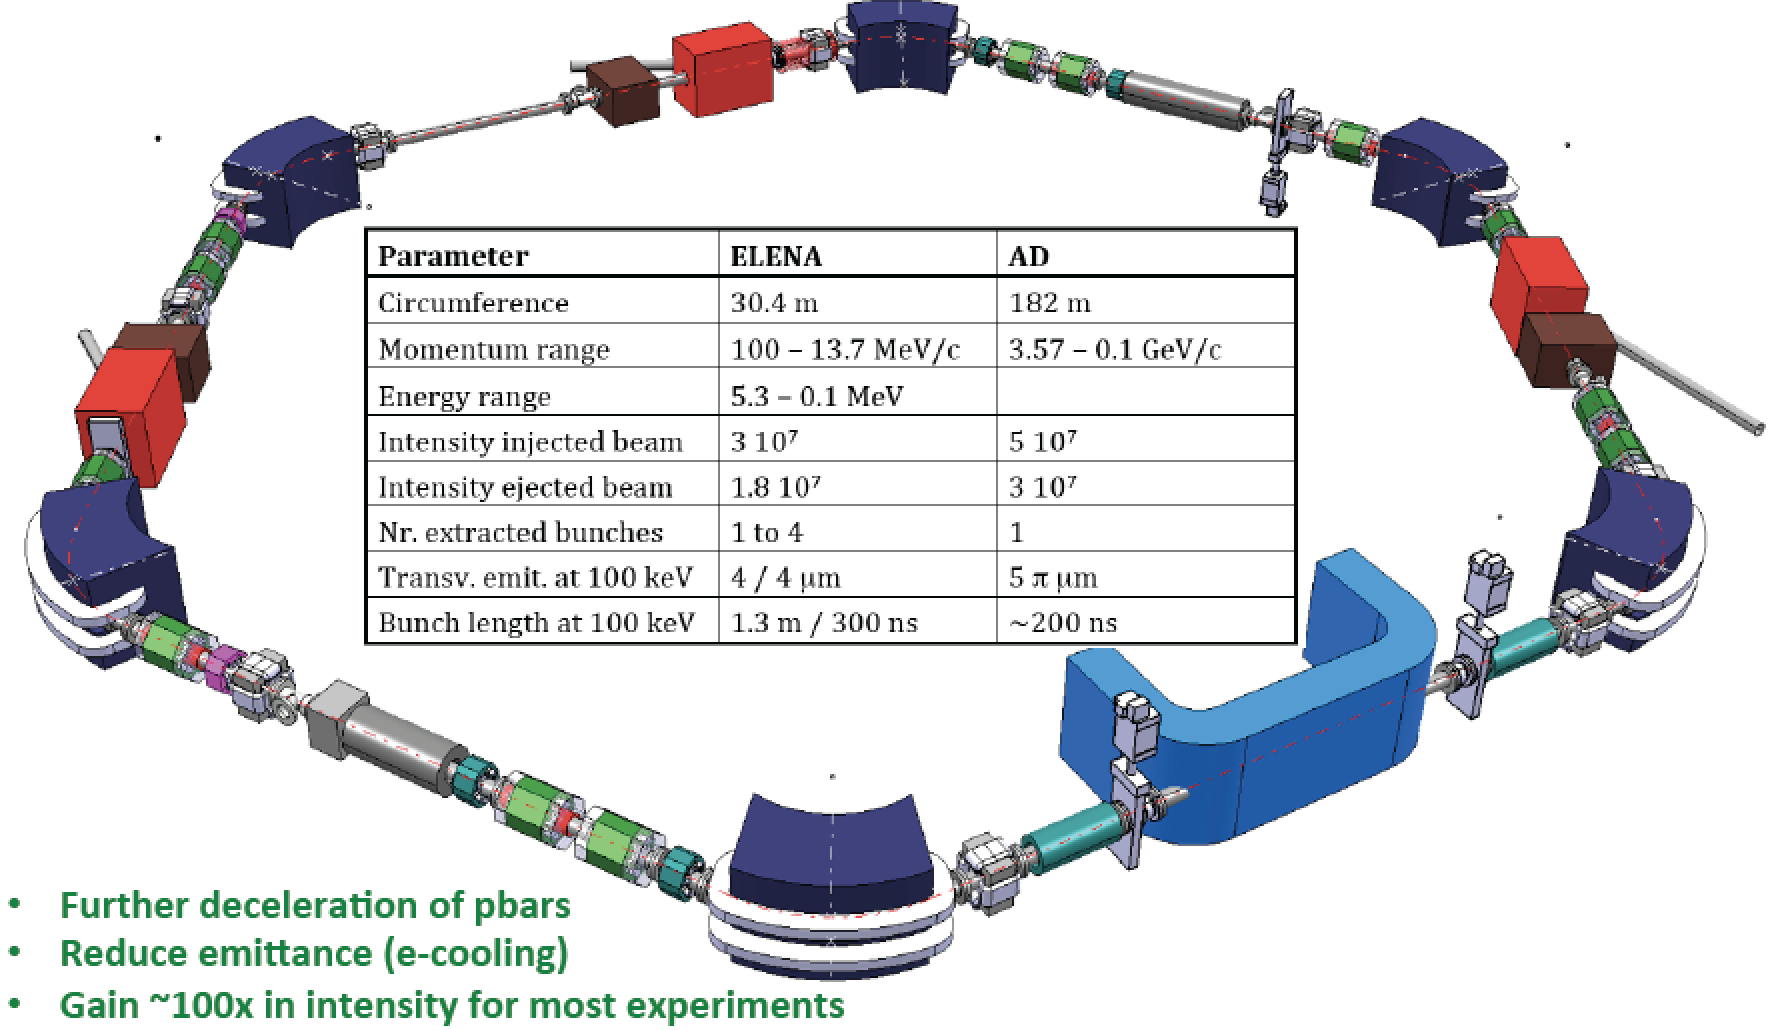 Parameter ELENA AD
Circumference 30.4 m 182 m
Momentum range 100 – 13.7 MeV/c 3.57 – 0.1 GeV/c
Energy range 5.3 – 0.1 MeV
Intensity injected beam 3 10⁷ 5 10⁷
Intensity ejected beam 1.8 10⁷ 3 10⁷
Nr. extracted bunches 1 to 4 1
Transv. emit. at 100 keV 4 / 4 μm 5 π μm
Bunch length at 100 keV 1.3 m / 300 ns ~200 ns
• Further deceleration of pbars
• Reduce emittance (e-cooling)
• Gain ~100x in intensity for most experiments